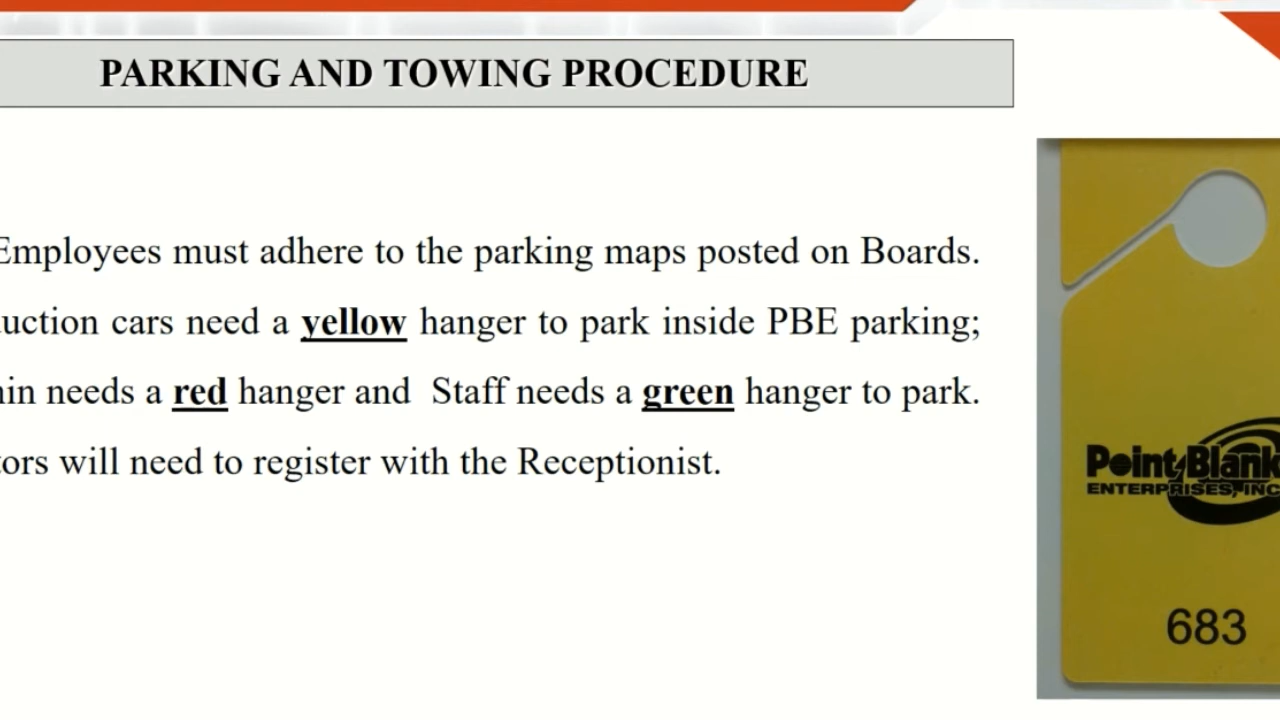 PARKING AND TOWING PROCEDURE
Employees must adhere to the parking maps posted on Boards.
uction cars need a yellow hanger to park inside PBE parking;
in needs a red hanger and Staff needs a green hanger to park.
ors will need to register with the Receptionist.
Point Blank
ENTERPRISES, INC
683